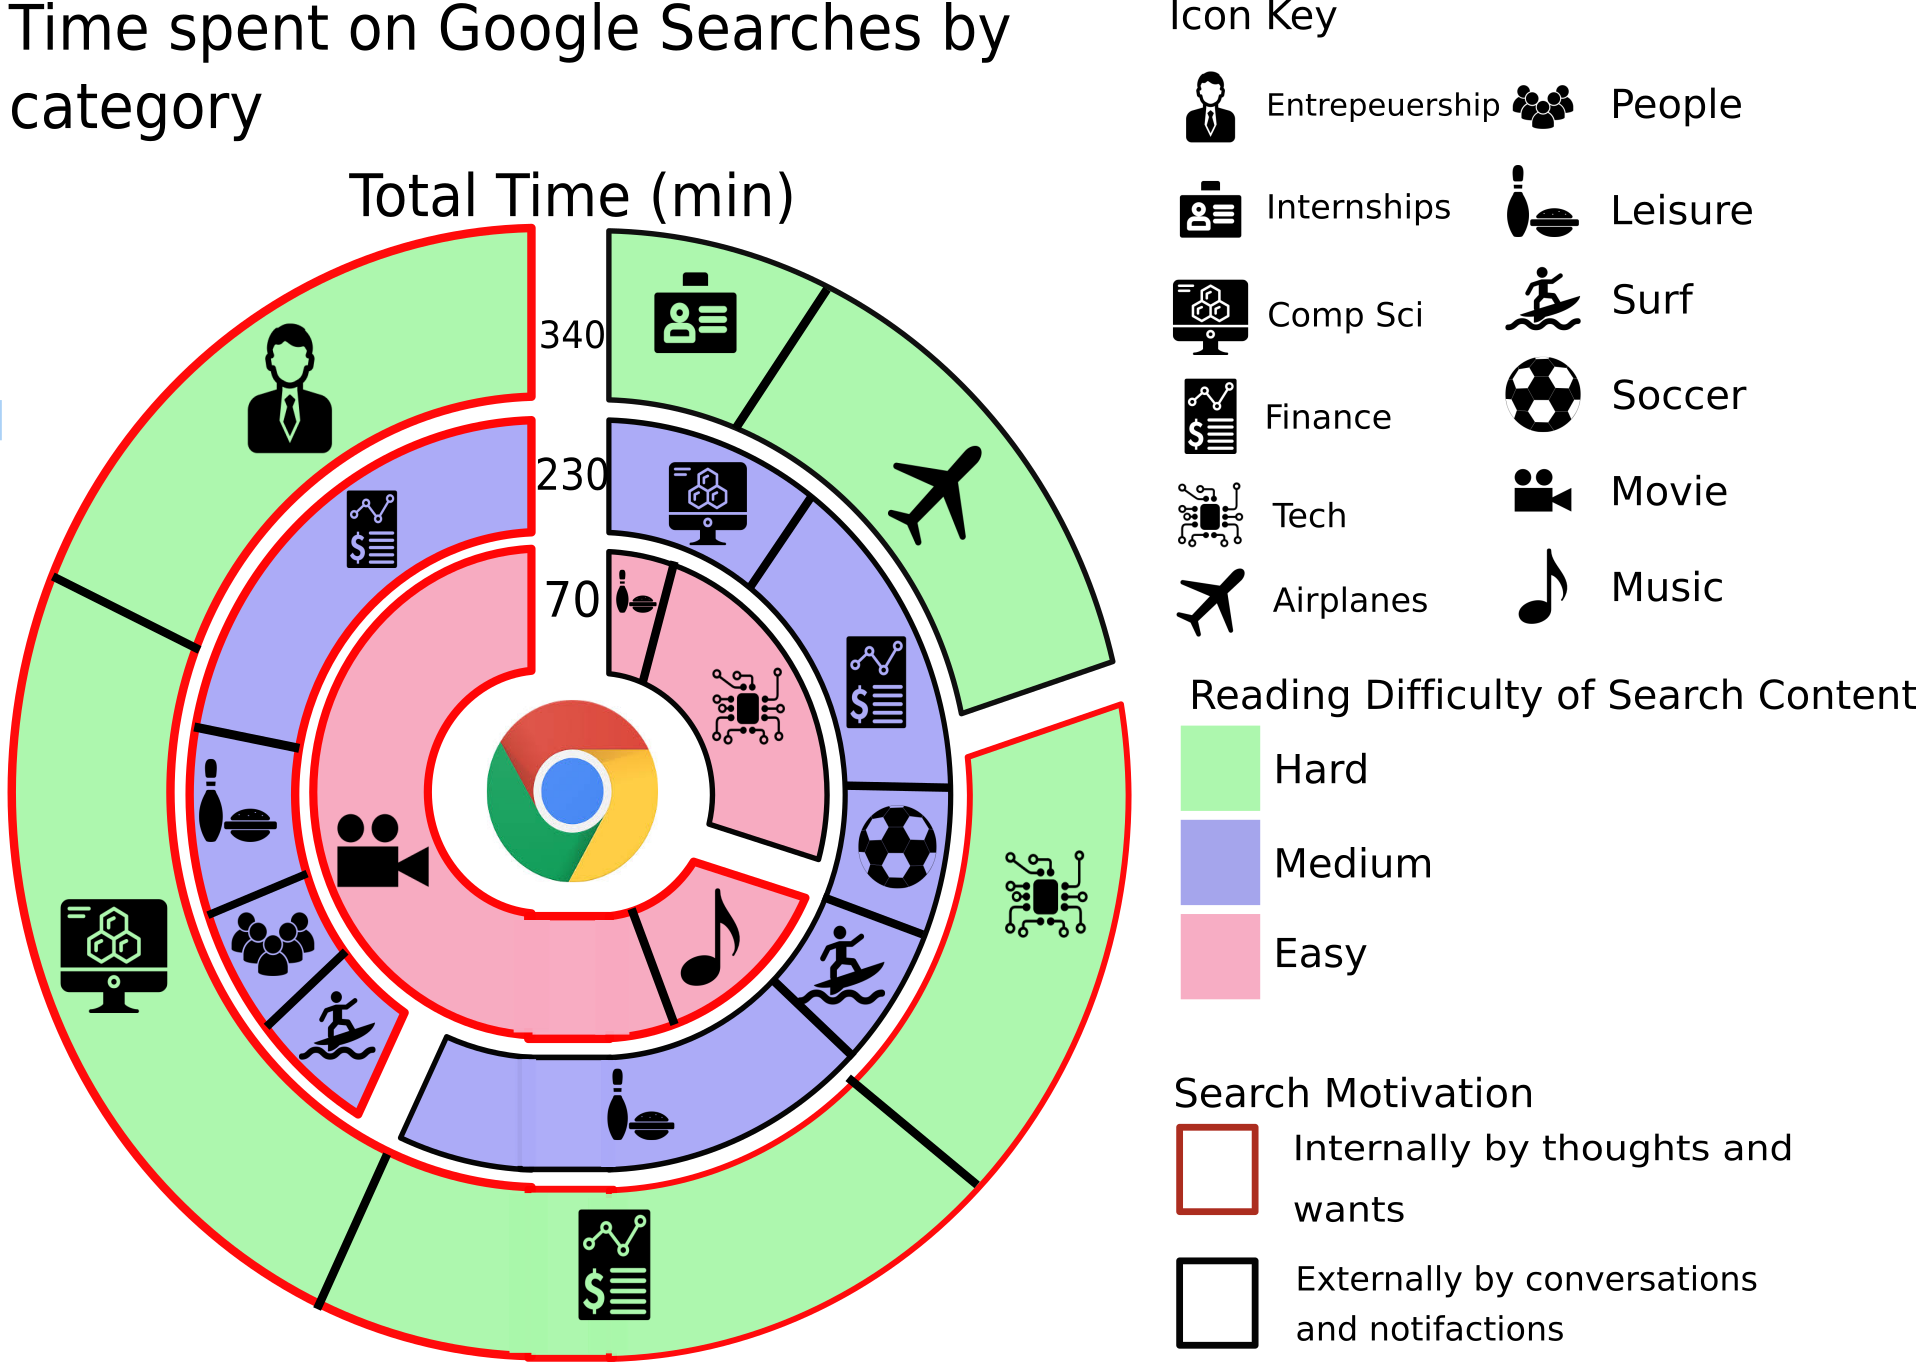 Time spent on Google Searches by
category
Total Time (min)
340
230
70
Icon Key
Entrepeuership
People
Internships
Leisure
Comp Sci
Surf
Finance
Soccer
Tech
Movie
Airplanes
Music
Reading Difficulty of Search Content
Hard
Medium
Easy
Search Motivation
Internally by thoughts and
wants
Externally by conversations
and notifactions